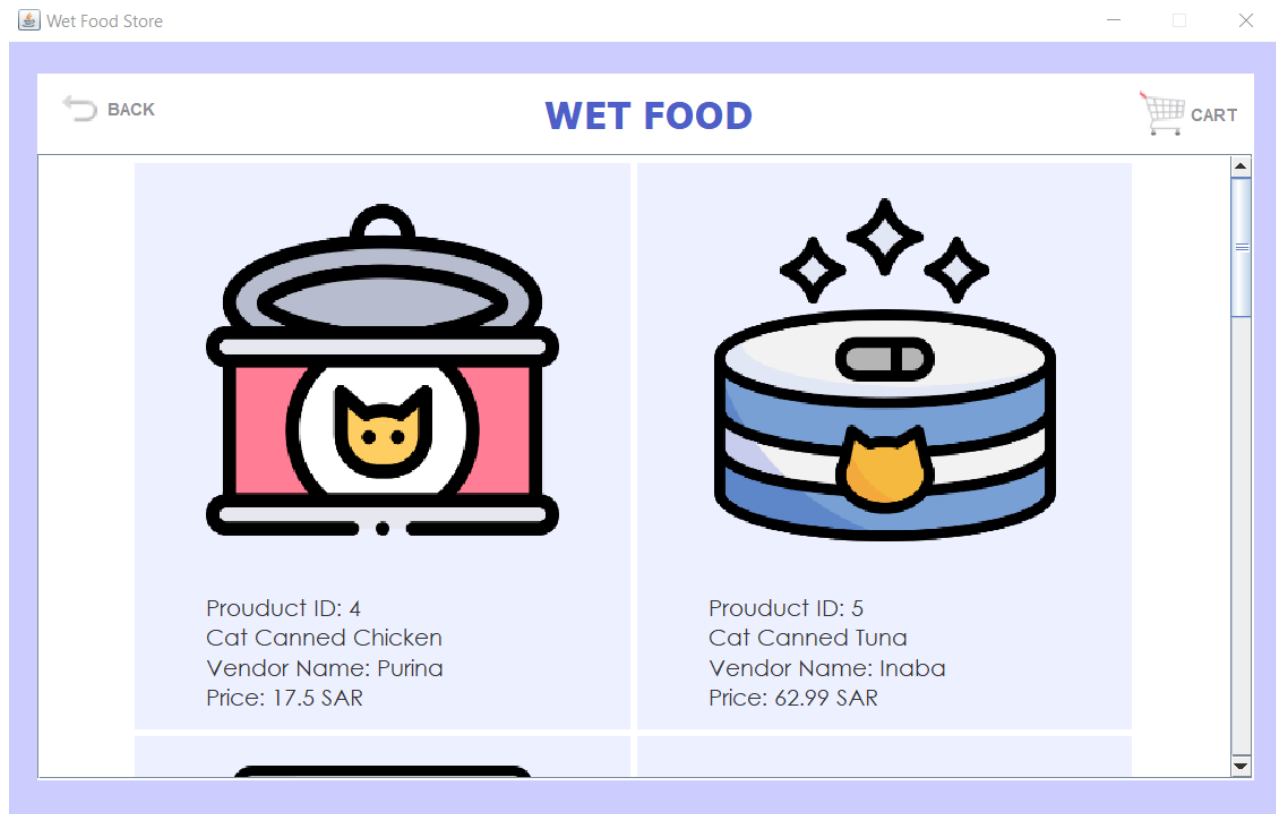 Wet Food Store
BACK
WET FOOD
CART
Prouduct ID: 4
Cat Canned Chicken
Vendor Name: Purina
Price: 17.5 SAR
Prouduct ID: 5
Cat Canned Tuna
Vendor Name: Inaba
Price: 62.99 SAR